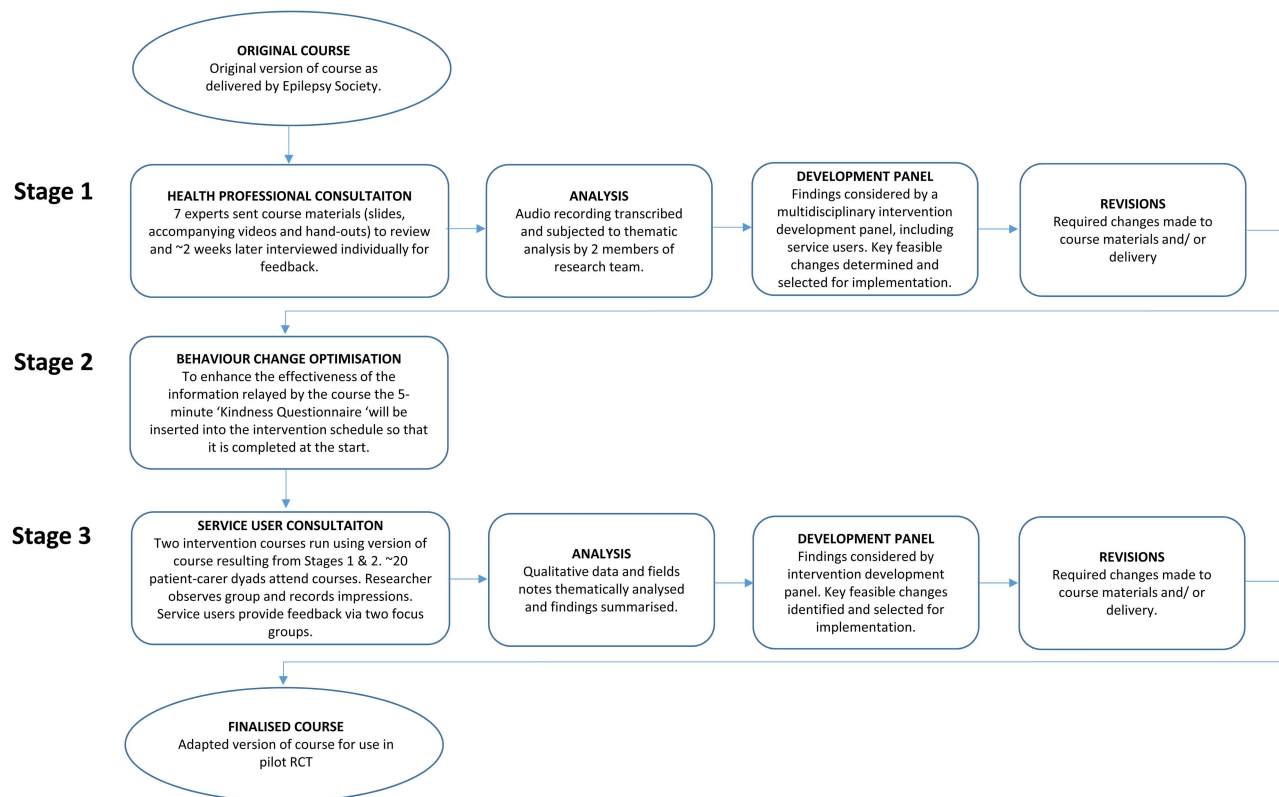 ORIGINAL COURSE
Original version of course as
delivered by Epilepsy Society.
Stage 1
HEALTH PROFESSIONAL CONSULTAITON
7 experts sent course materials (slides,
accompanying videos and hand-outs) to review
and ~2 weeks later interviewed individually for
feedback.
ANALYSIS
Audio recording transcribed
and subjected to thematic
analysis by 2 members of
research team.
DEVELOPMENT PANEL
Findings considered by a
multidisciplinary intervention
development panel, including
service users. Key feasible
changes determined and
selected for implementation.
REVISIONS
Required changes made to
course materials and/ or
delivery
Stage 2
BEHAVIOUR CHANGE OPTIMISATION
To enhance the effectiveness of the
information relayed by the course the 5-
minute ‘Kindness Questionnaire ‘will be
inserted into the intervention schedule so that
it is completed at the start.
Stage 3
SERVICE USER CONSULTAITON
Two intervention courses run using version of
course resulting from Stages 1 & 2. ~20
patient-carer dyads attend courses. Researcher
observes group and records impressions.
Service users provide feedback via two focus
groups.
ANALYSIS
Qualitative data and fields
notes thematically analysed
and findings summarised.
DEVELOPMENT PANEL
Findings considered by
intervention development
panel. Key feasible changes
identified and selected for
implementation.
REVISIONS
Required changes made to
course materials and/ or
delivery.
FINALISED COURSE
Adapted version of course for use in
pilot RCT